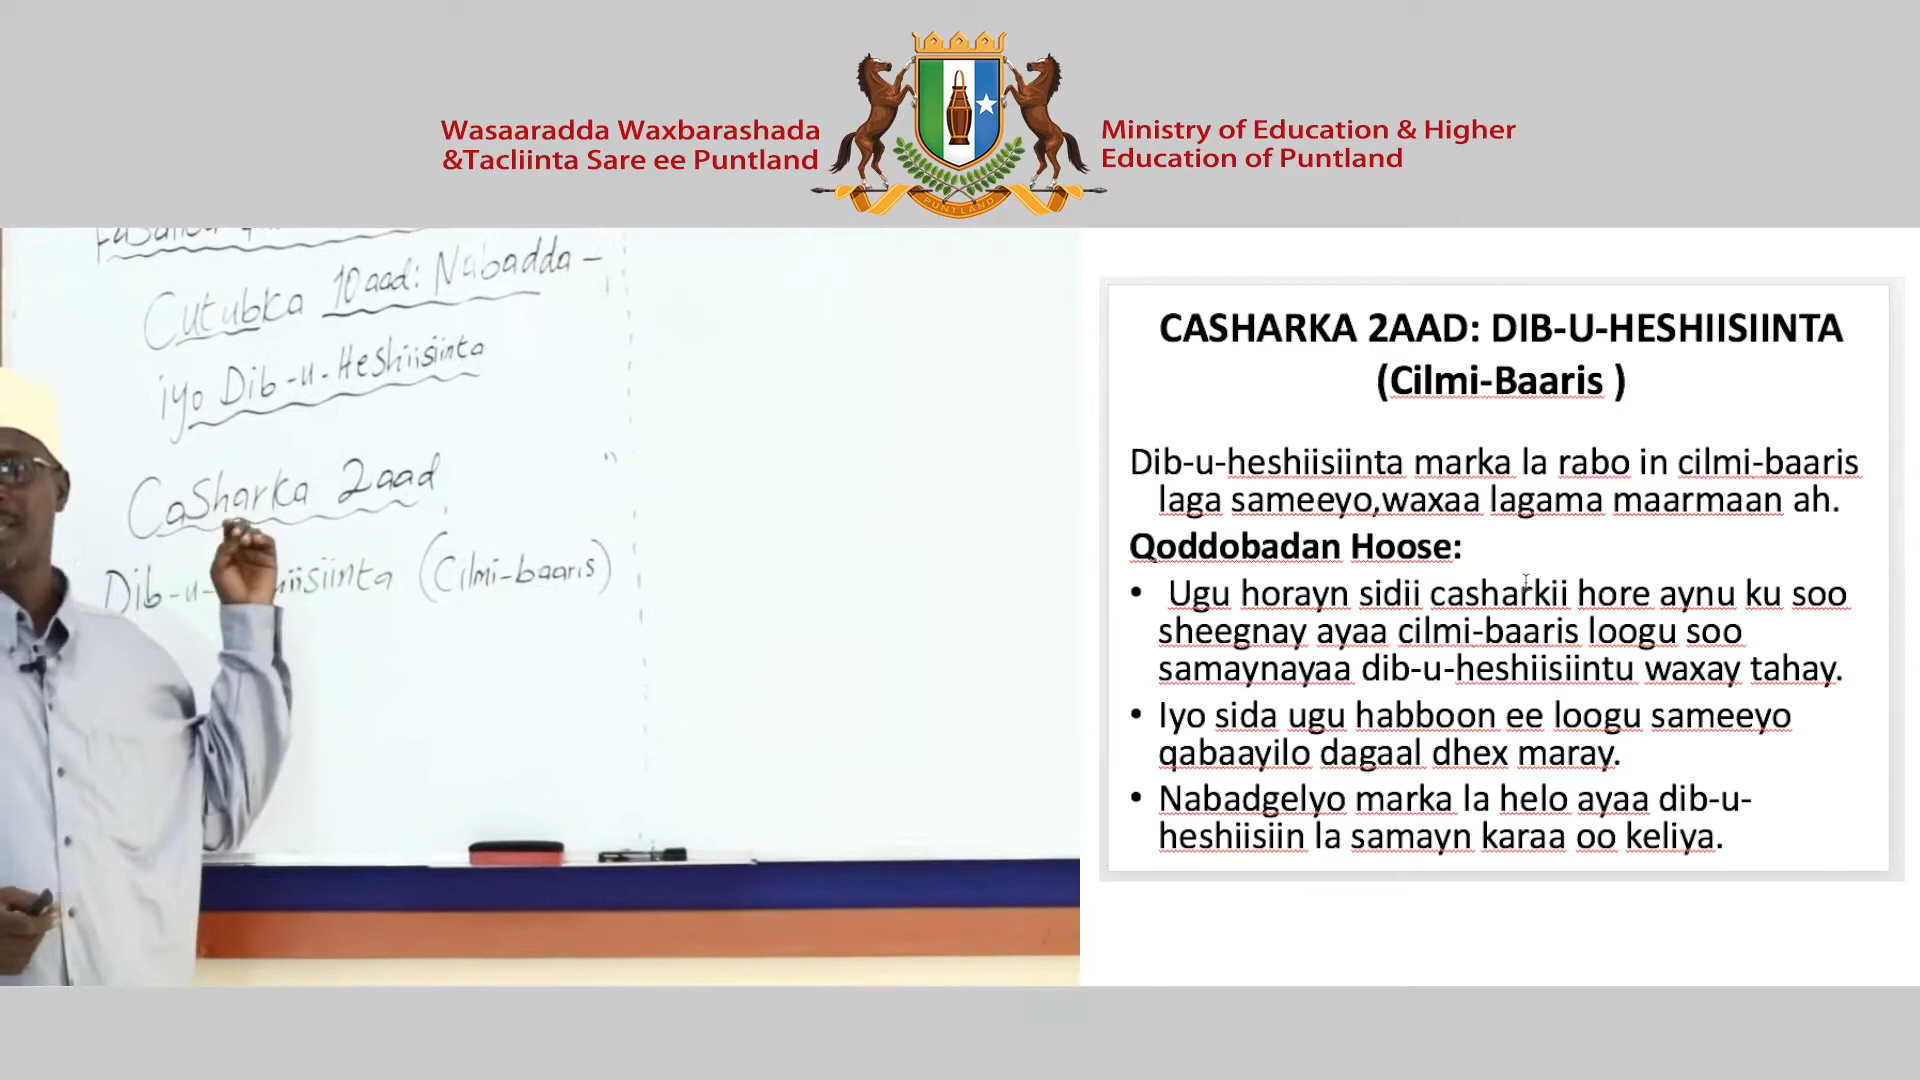 Wasaaradda Waxbarashada
&Tacliinta Sare ee Puntland
PUNTLAND
Ministry of Education & Higher
Education of Puntland
Cutubka 10aad: Nabadda -
iyo Dib-u-Heshiisiinta
Casharka 2aad
Dib-u- (Cilmi-baaris)
CASHARKA 2AAD: DIB-U-HESHIISIINTA
(Cilmi-Baaris )
Dib-u-heshiisiinta marka la rabo in cilmi-baaris
laga sameeyo,waxaa lagama maarmaan ah.
Qoddobadan Hoose:
• Ugu horayn sidii casharkii hore aynu ku soo
sheegnay ayaa cilmi-baaris loogu soo
samaynayaa dib-u-heshiisiintu waxay tahay.
• Iyo sida ugu habboon ee loogu sameeyo
qabaayilo dagaal dhex maray.
• Nabadgelyo marka la helo ayaa dib-u-
heshiisiin la samayn karaa oo keliya.